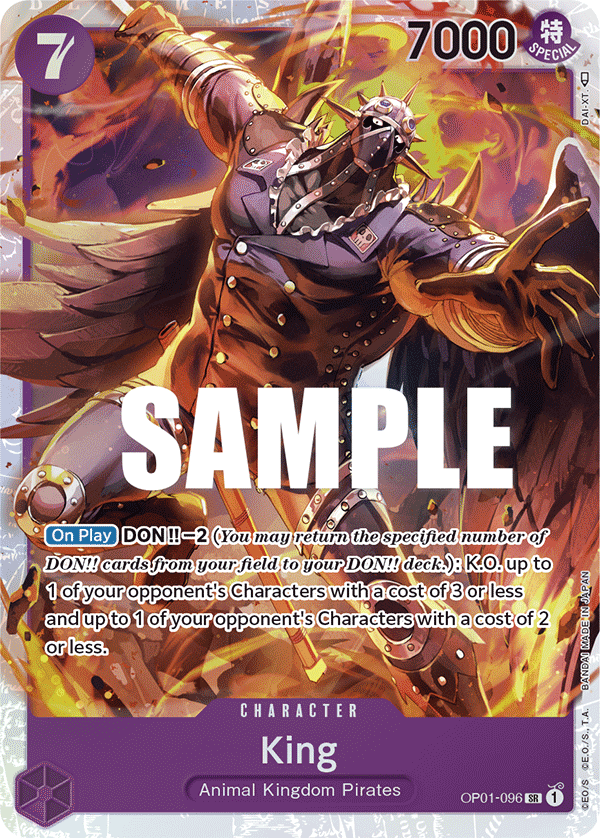 7
7000
特
SPECIAL
DAI-XT.
SAMPLE
On Play DON!! −2 (You may return the specified number of
DON!! cards from your field to your DON!! deck.): K.O. up to
1 of your opponent's Characters with a cost of 3 or less
and up to 1 of your opponent's Characters with a cost of 2
or less.
CHARACTER
King
Animal Kingdom Pirates
OP01-096 SR 1
©EO/S ©E.O./S., T.A. BANDAI MADE IN JAPAN